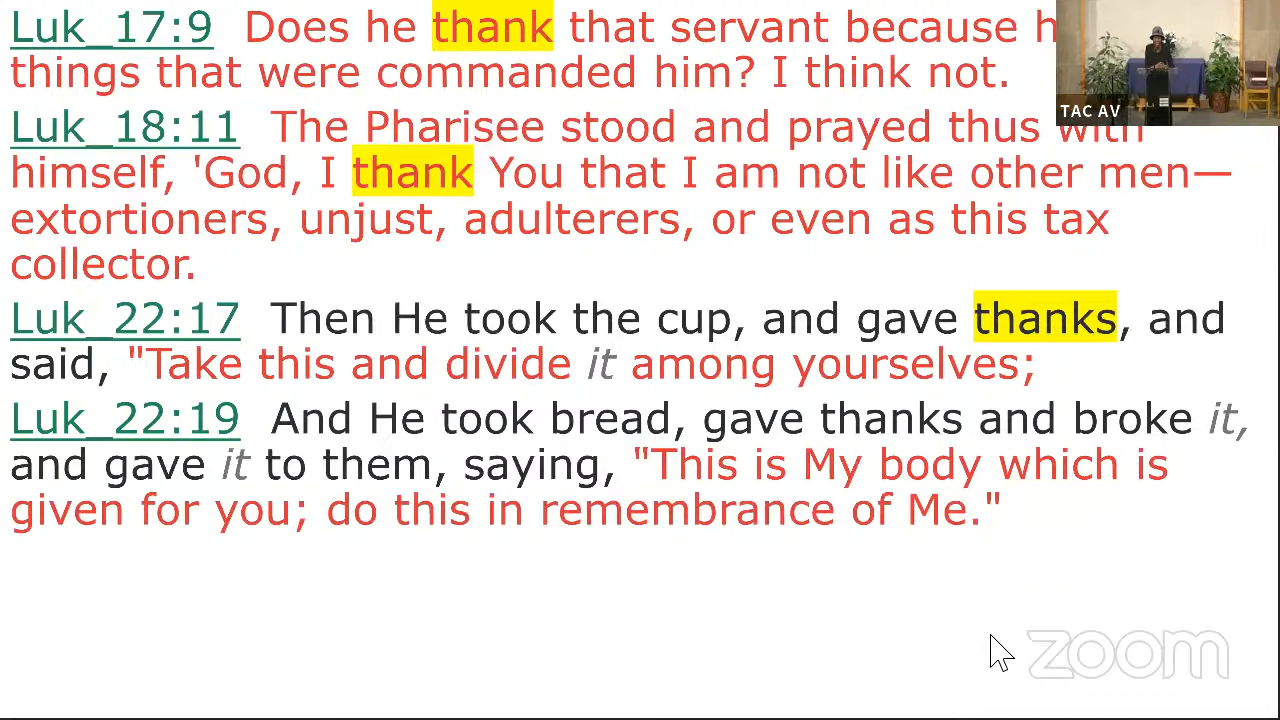 Luk_17:9 Does he thank that servant because h
things that were commanded him? I think not.
TAC AV
Luk_18:11 The Pharisee stood and prayed thus with
himself, 'God, I thank You that I am not like other men—
extortioners, unjust, adulterers, or even as this tax
collector.
Luk_22:17 Then He took the cup, and gave thanks, and
said, "Take this and divide it among yourselves;
Luk_22:19 And He took bread, gave thanks and broke it,
and gave it to them, saying, "This is My body which is
given for you; do this in remembrance of Me."
zoom